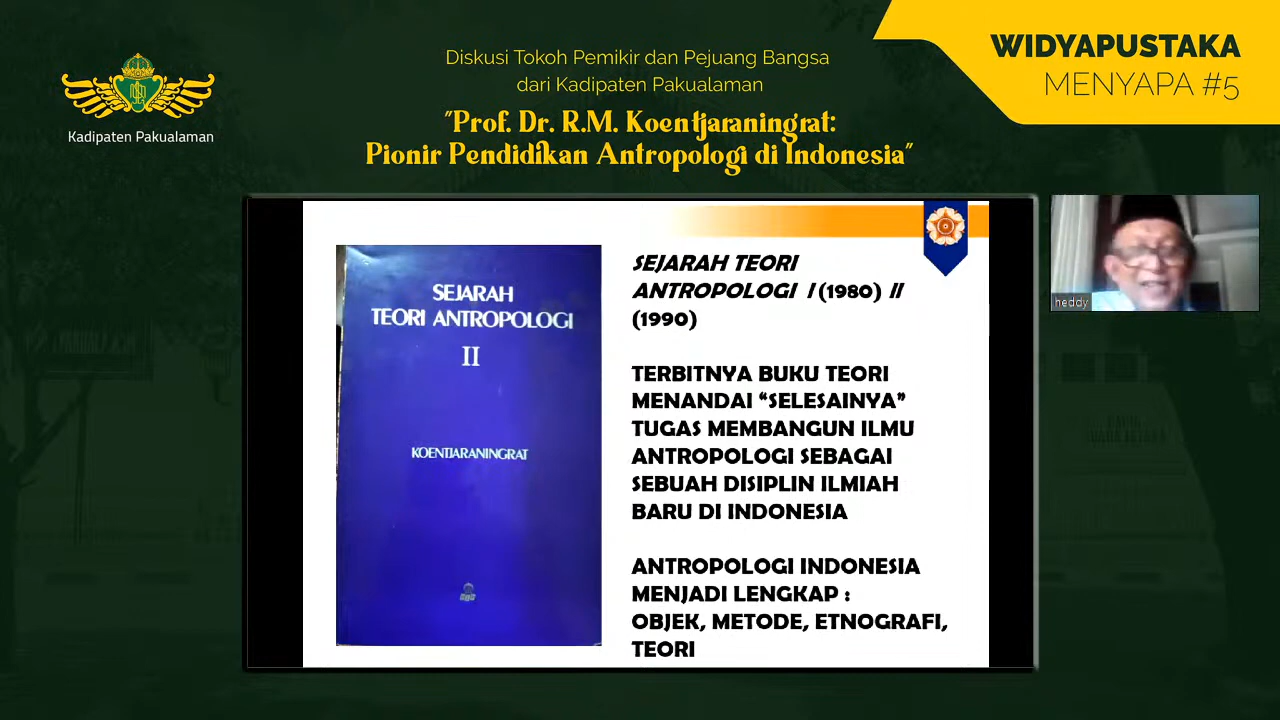 Diskusi Tokoh Pemikir dan Pejuang Bangsa
dari Kadipaten Pakualaman
"Prof. Dr. R.M. Koentjaraningrat:
Pionir Pendidikan Antropologi di Indonesia"
WIDYAPUSTAKA
MENYAPA #5
Kadipaten Pakualaman
SEJARAH
TEORI ANTROPOLOGI
II
KOENTJARANINGRAT
SEJARAH TEORI
ANTROPOLOGI I (1980) II
(1990)
TERBITNYA BUKU TEORI
MENANDAI “SELESAINYA”
TUGAS MEMBANGUN ILMU
ANTROPOLOGI SEBAGAI
SEBUAH DISIPLIN ILMIAH
BARU DI INDONESIA
ANTROPOLOGI INDONESIA
MENJADI LENGKAP :
OBJEK, METODE, ETNOGRAFI,
TEORI
heddy